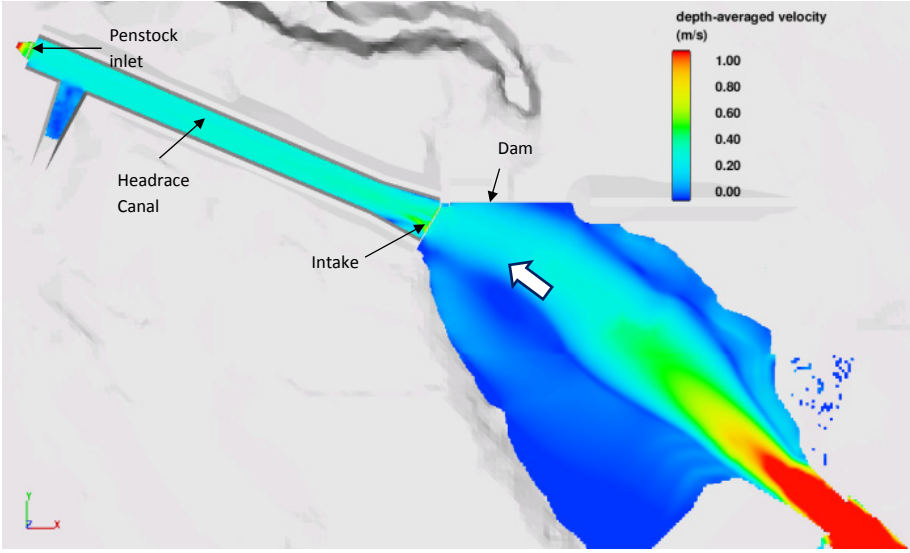 depth-averaged velocity
(m/s)
1.00
0.80
0.60
0.40
0.20
0.00
Penstock
inlet
Headrace
Canal
Dam
Intake
Y
Z
X